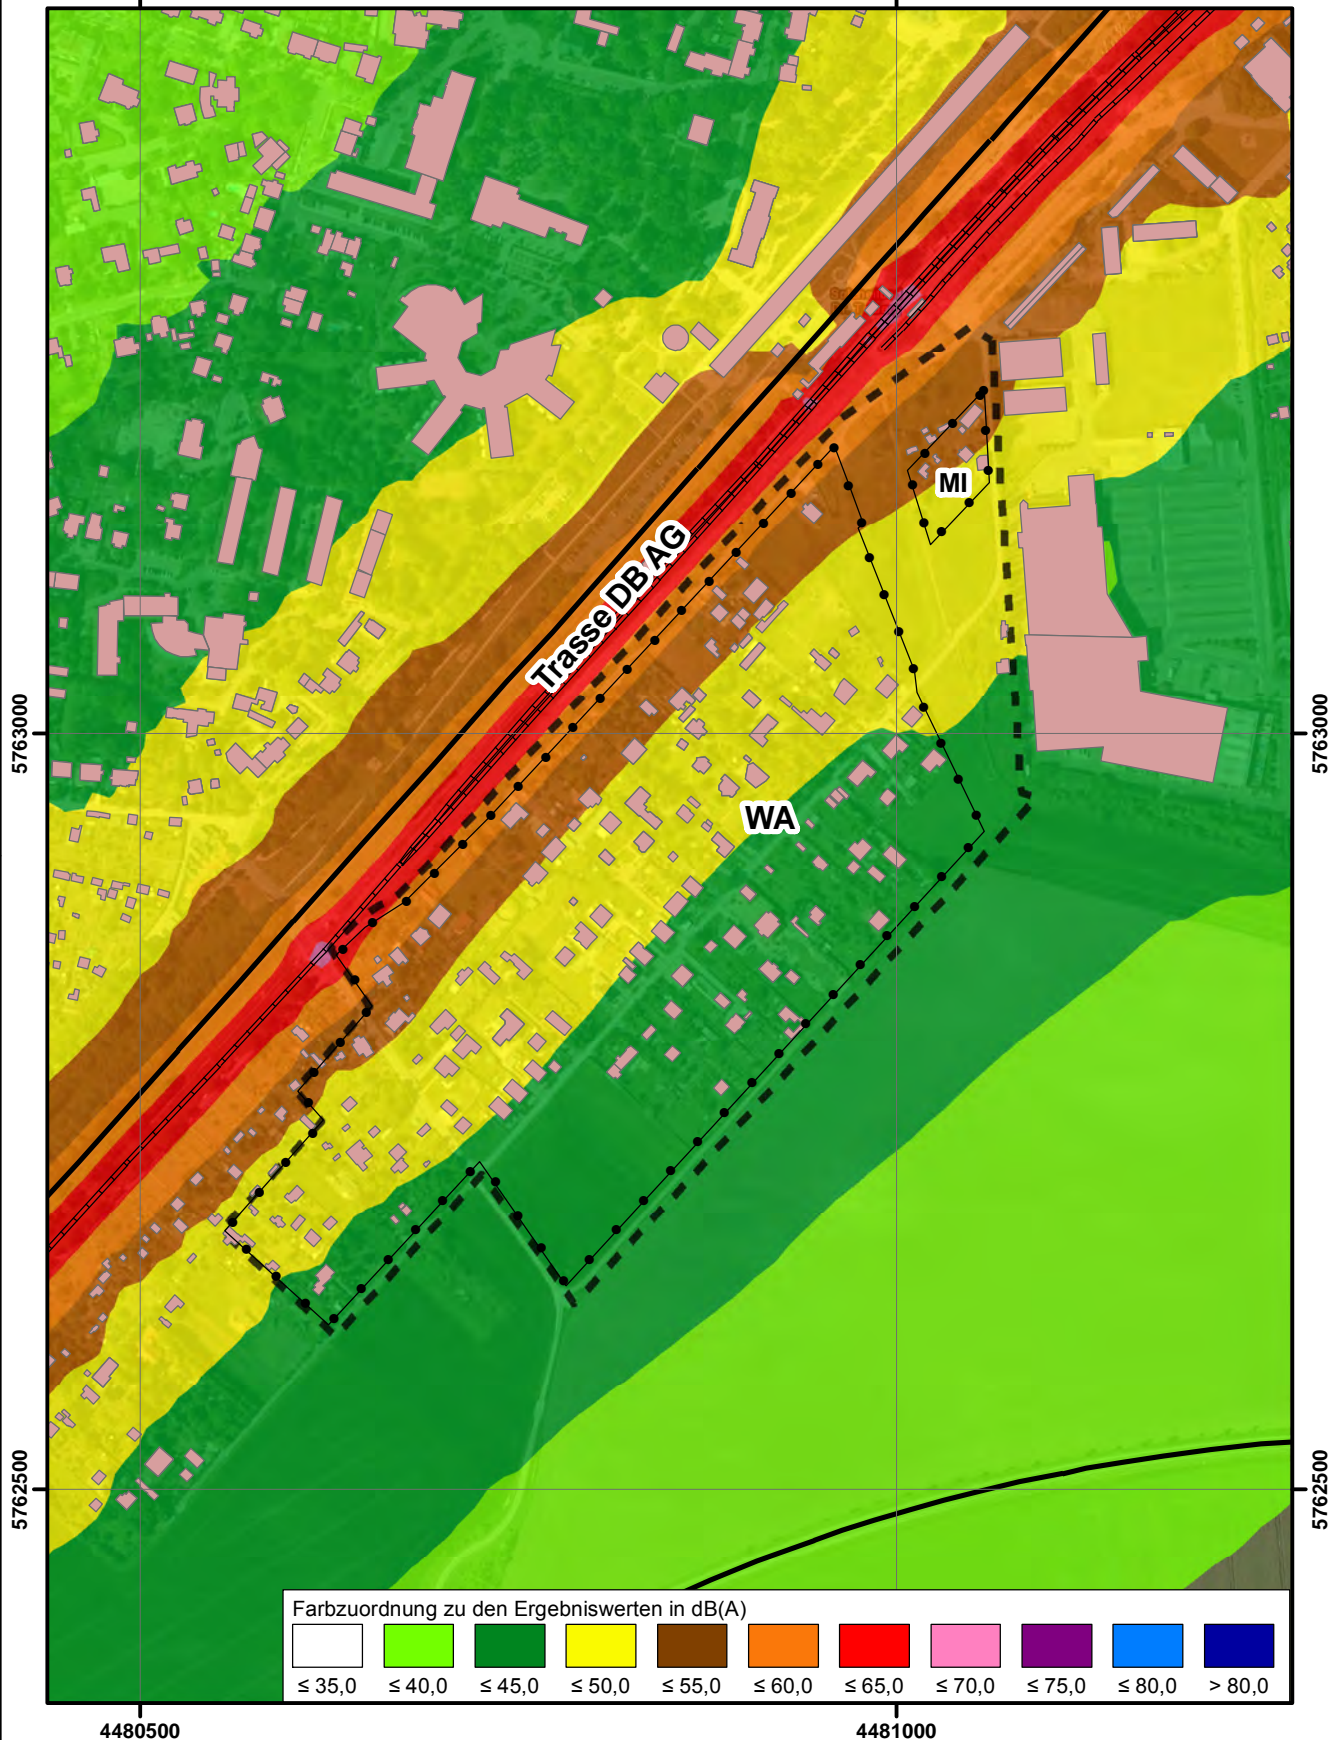 MI
Trasse DB AG
WA
5763000
5763000
5762500
5762500
Farbzuordnung zu den Ergebniswerten in dB(A)
≤ 35,0 ≤ 40,0 ≤ 45,0 ≤ 50,0 ≤ 55,0 ≤ 60,0 ≤ 65,0 ≤ 70,0 ≤ 75,0 ≤ 80,0 > 80,0
4480500 4481000